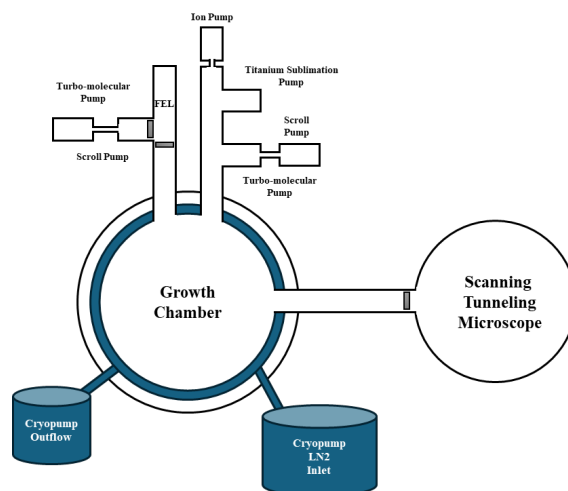 Ion Pump
Titanium Sublimation
Pump
Turbo-molecular
Pump
FEL
Scroll
Pump
Scroll Pump
Turbo-molecular
Pump
Growth
Chamber
Scanning
Tunneling
Microscope
Cryopump
Outflow
Cryopump
LN2
Inlet